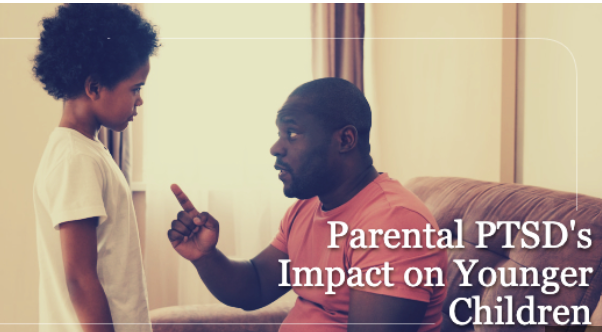 Parental PTSD's
Impact on Younger
Children